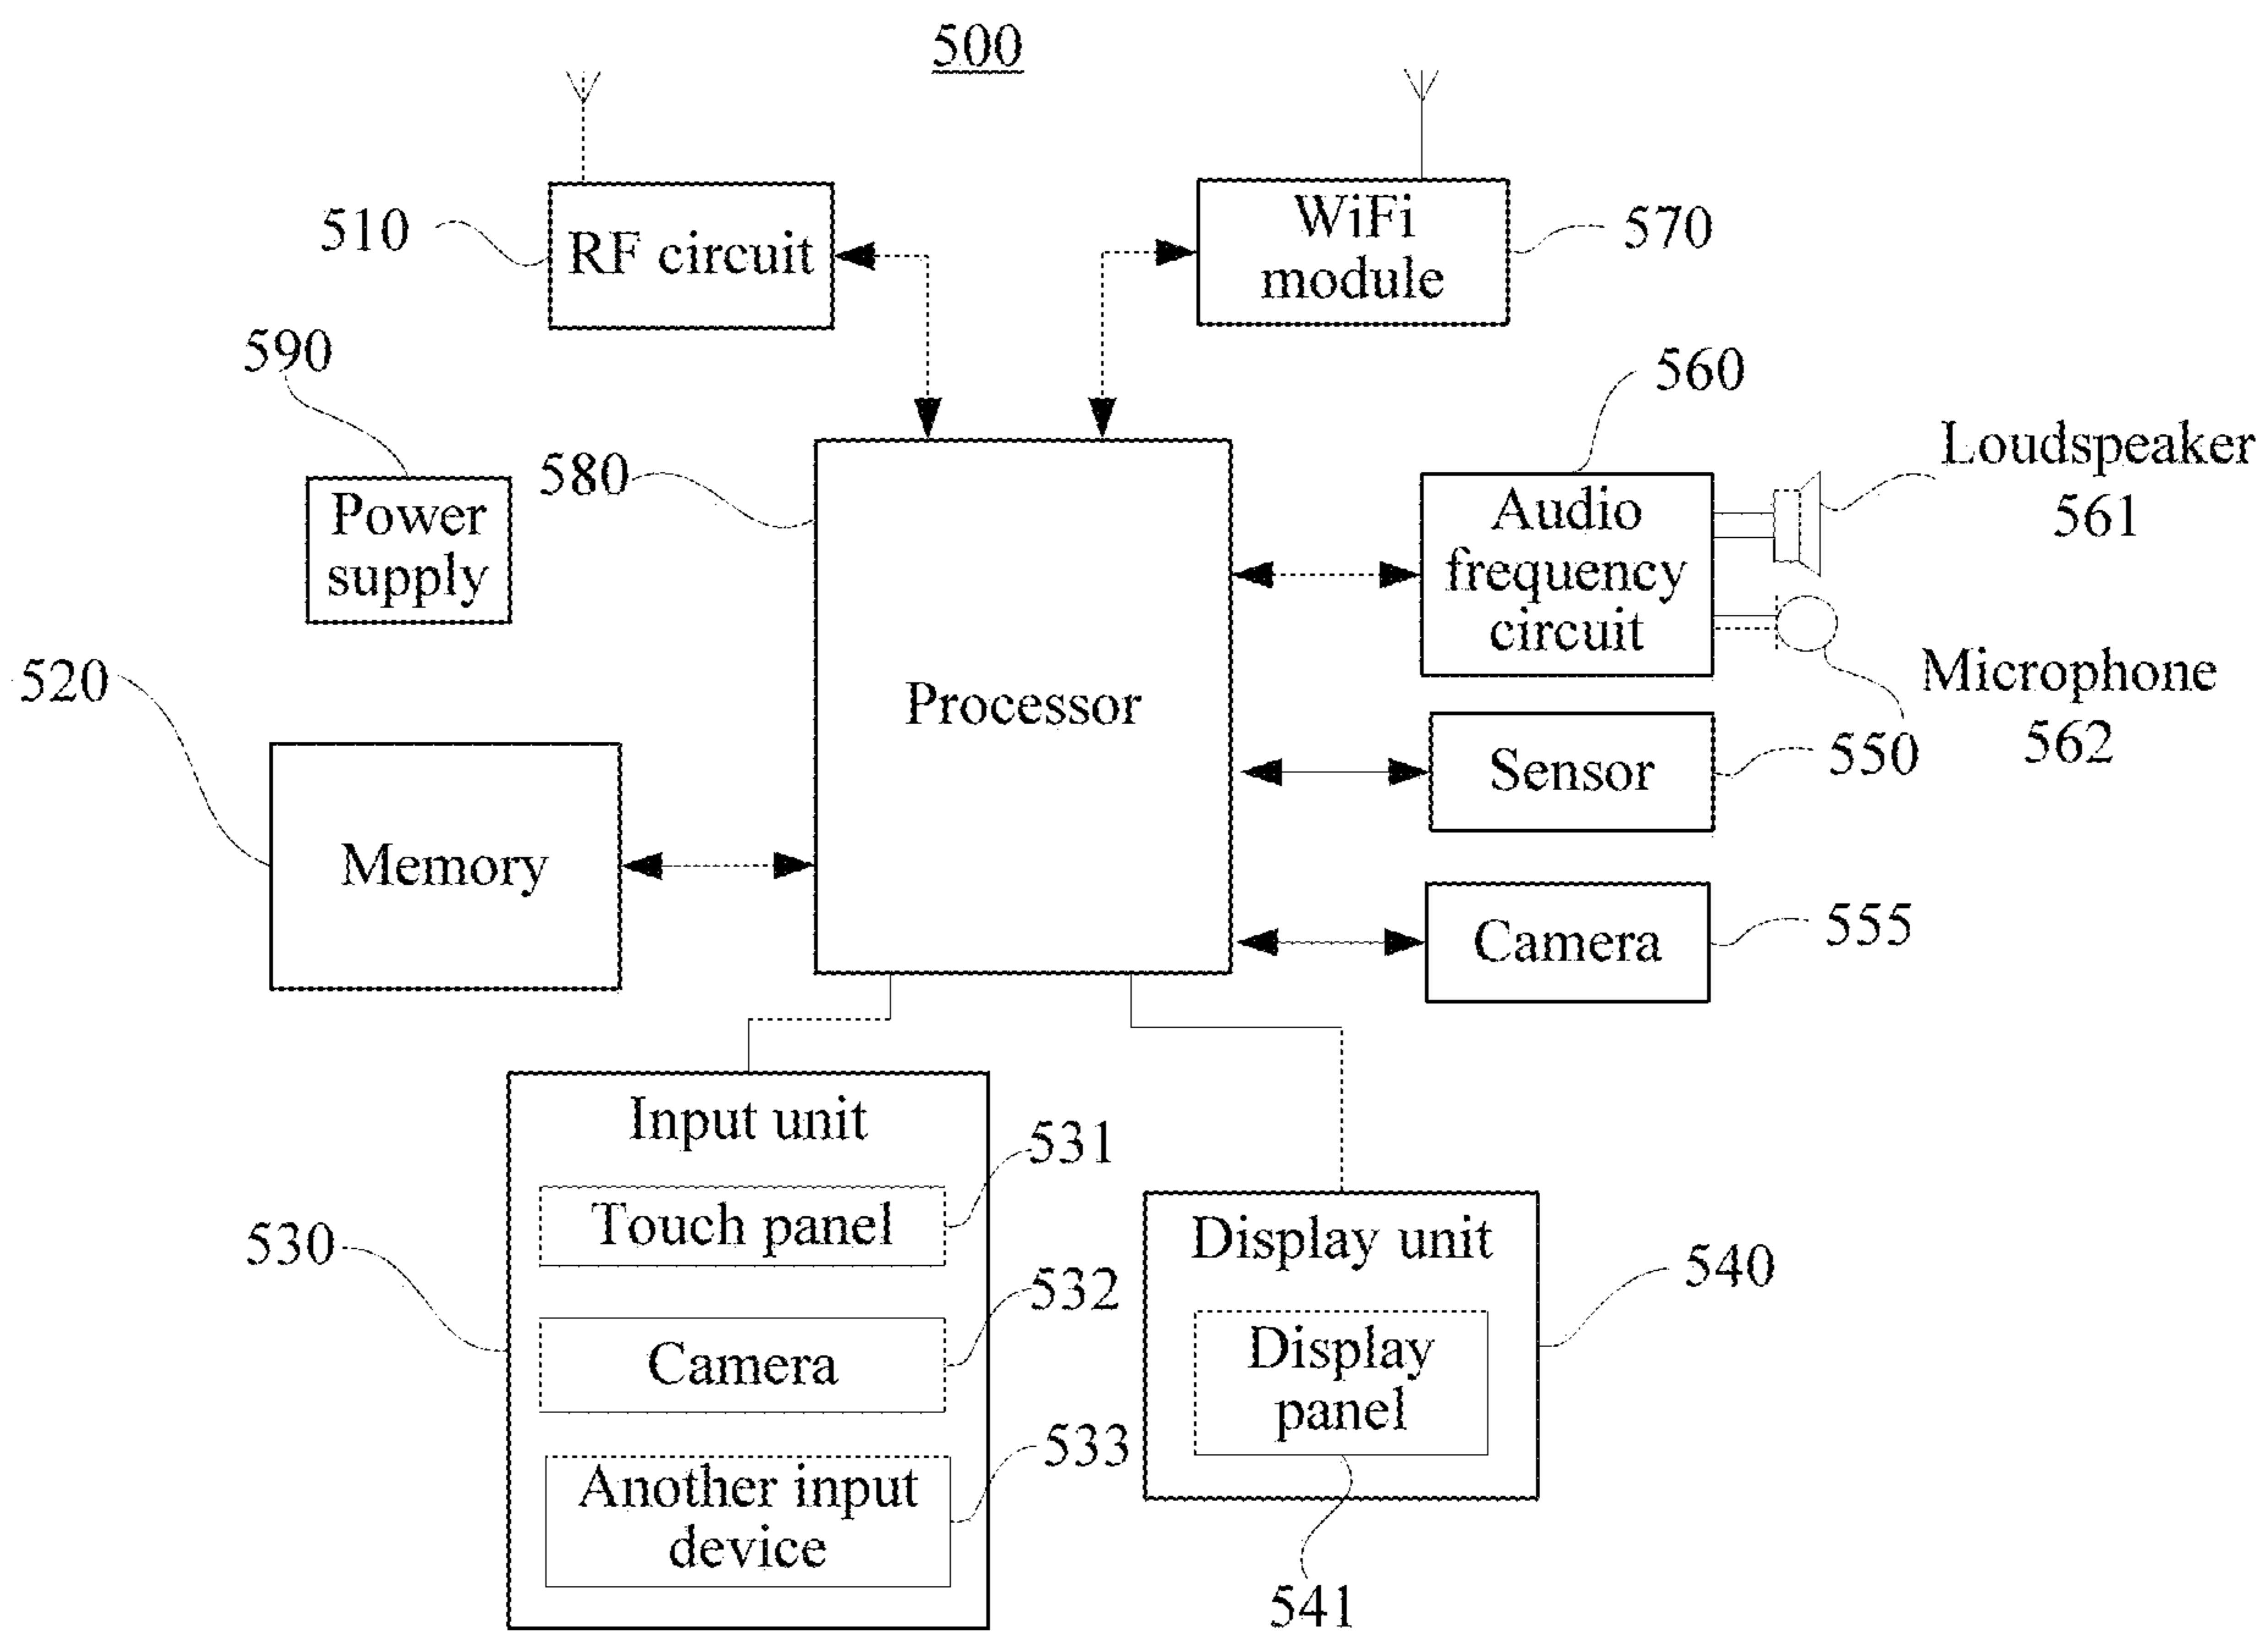 500
510
RF circuit
WiFi
module
570
590
Power
supply
580
Processor
560
Audio
frequency
circuit
Loudspeaker
561
Microphone
562
520
Memory
Sensor
550
Camera
555
Input unit
530
Touch panel
531
Camera
532
Another input
device
533
Display unit
540
Display
panel
541